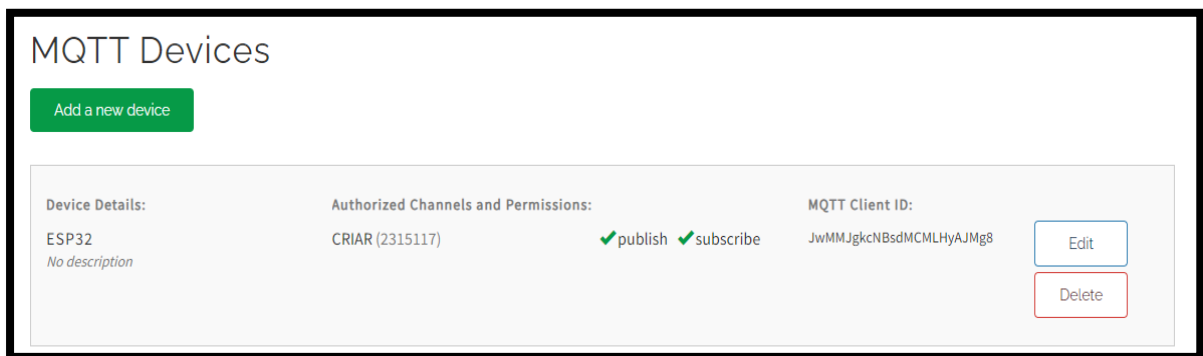 MQTT Devices
Add a new device
Device Details:
Authorized Channels and Permissions:
MQTT Client ID:
ESP32
CRIAR (2315117)
✔publish ✔subscribe
JwMMJgkcNBsdMCMLHyAJMg8
Edit
No description
Delete